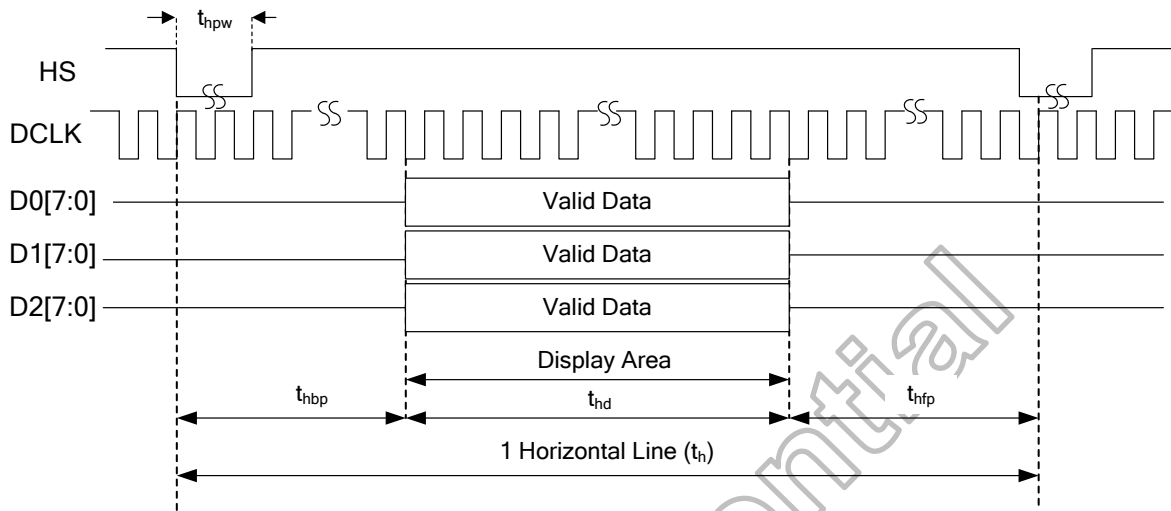 thpw
HS
DCLK
D0[7:0] Valid Data
D1[7:0] Valid Data
D2[7:0] Valid Data
Display Area
thbp thd thfp
1 Horizontal Line (th)
ntial